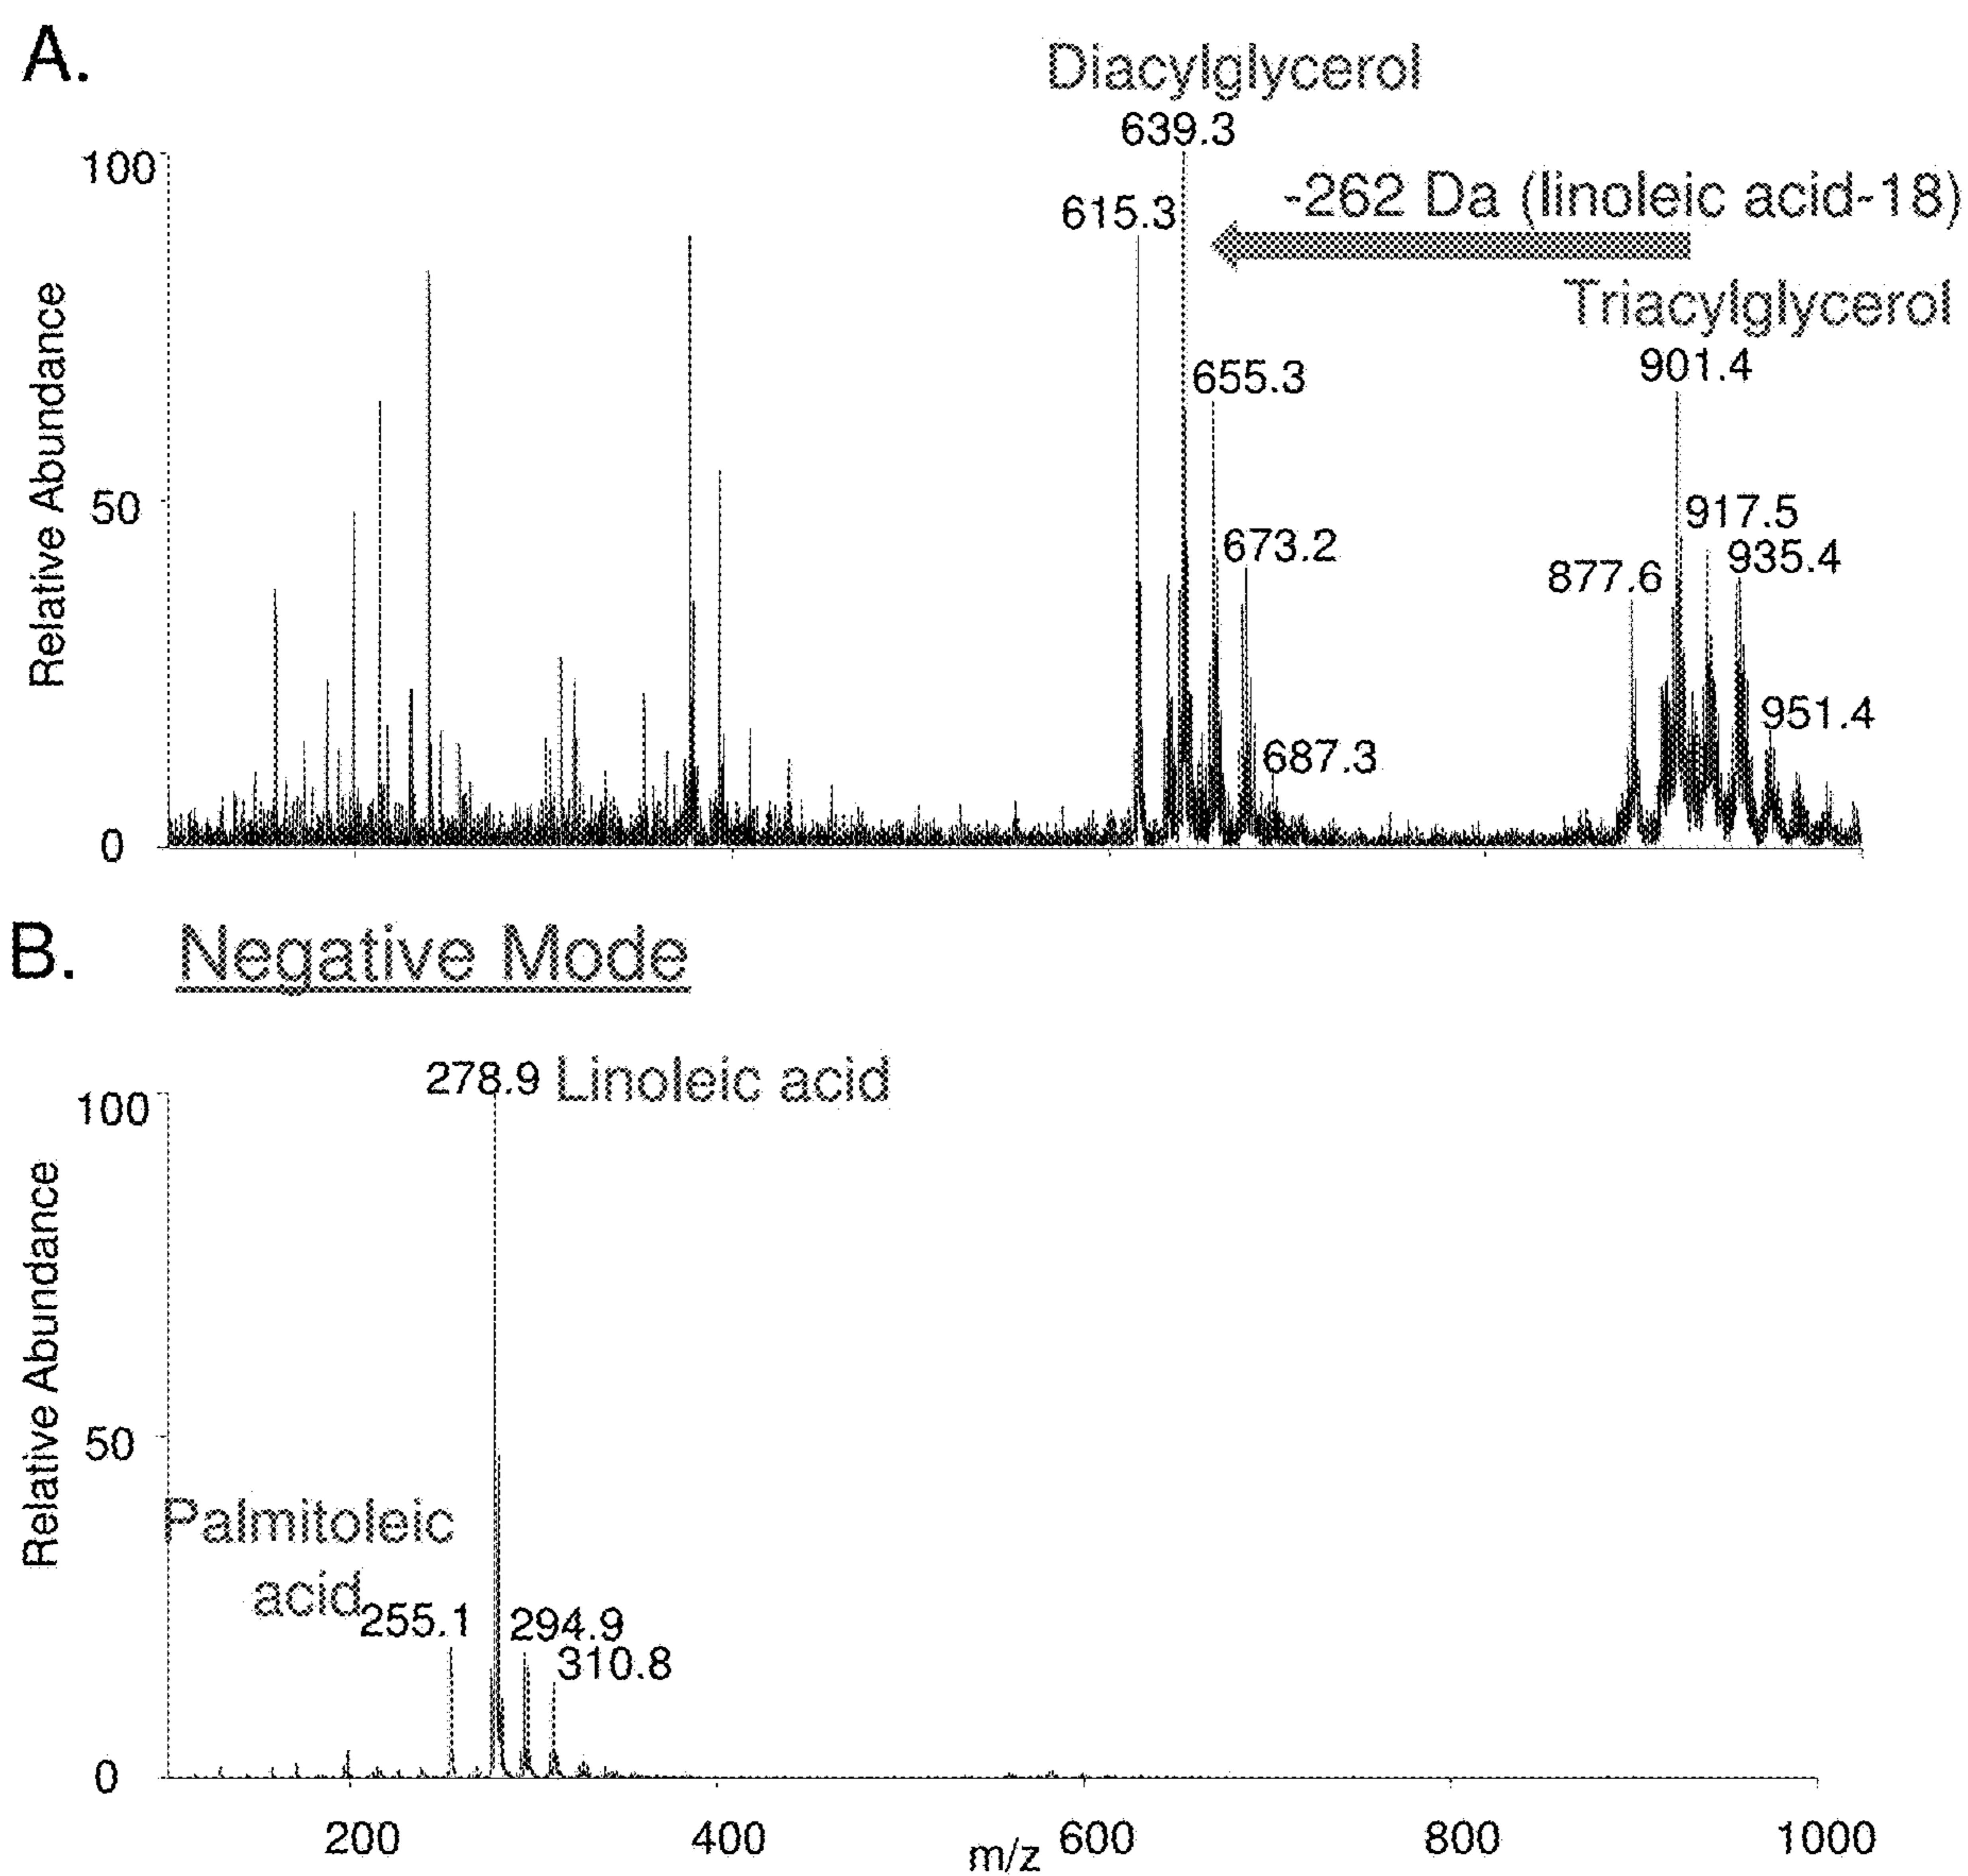 A.
Diacylglycerol
639.3
100
-262 Da (linoleic acid-18)
615.3
Triacylglycerol
901.4
655.3
Relative Abundance
50
917.5
673.2
935.4
877.6
951.4
687.3
0
B. Negative Mode
278.9 Linoleic acid
100
Relative Abundance
50
Palmitoleic
acid
255.1
294.9
310.8
0
200 400 m/z 600 800 1000